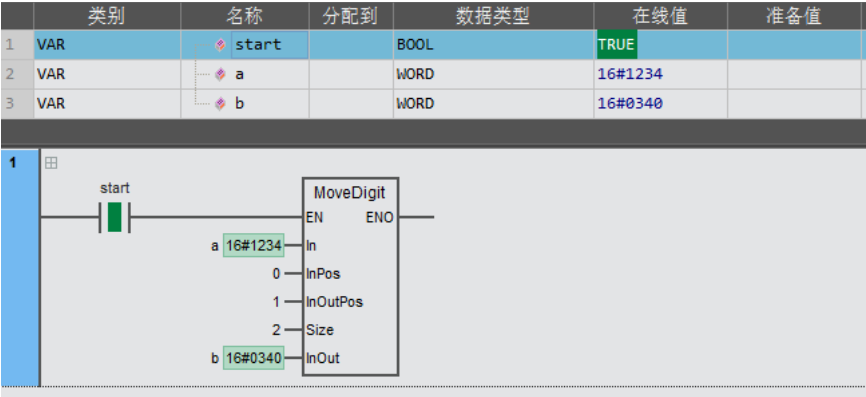 类别 名称 分配到 数据类型 在线值 准备值
1 VAR start BOOL TRUE
2 VAR a WORD 16#1234
3 VAR b WORD 16#0340
1
start
MoveDigit
EN ENO
a 16#1234 In
0 InPos
1 InOutPos
2 Size
b 16#0340 InOut